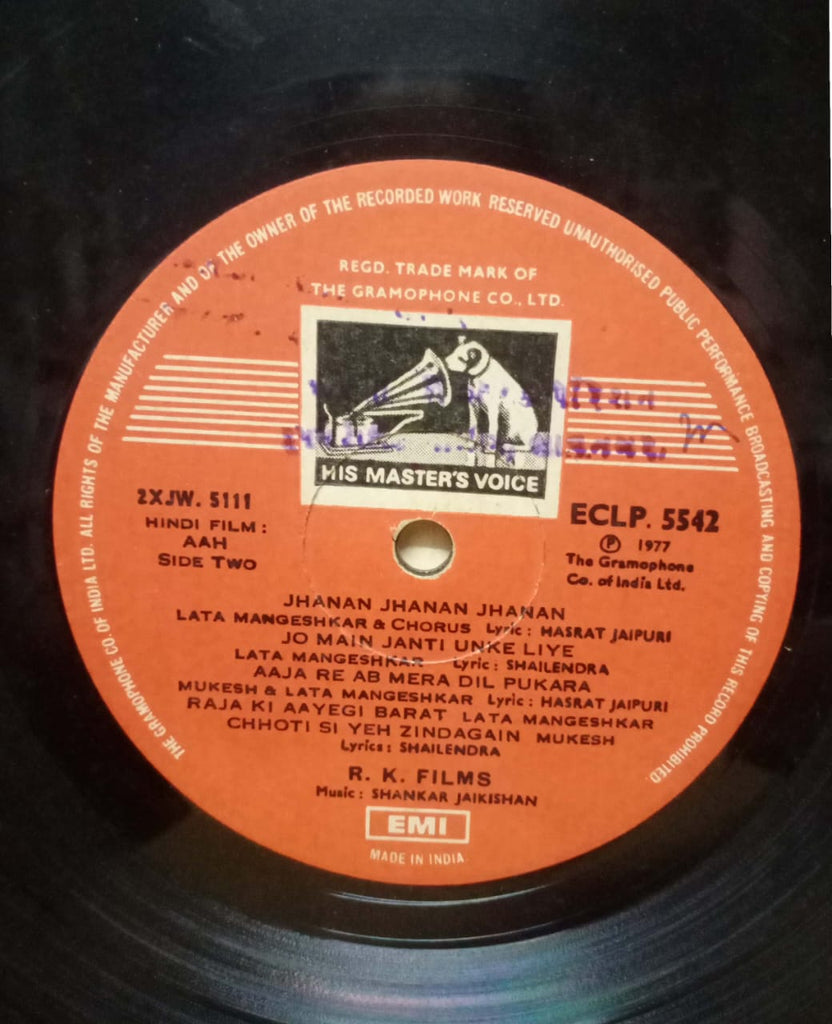 THE GRAMOPHONE CO. OF INDIA LTD. ALL RIGHTS OF THE MANUFACTURER AND OF THE OWNER OF THE RECORDED WORK RESERVED UNAUTHORISED PUBLIC PERFORMANCE BROADCASTING AND COPYING OF THIS RECORD PROHIBITED.
REGD. TRADE MARK OF
THE GRAMOPHONE CO., LTD.
HIS MASTER'S VOICE
2XJW. 5111
HINDI FILM :
AAH
SIDE TWO
ECLP. 5542
Ⓟ 1977
The Gramophone
Co. of India Ltd.
JHANAN JHANAN JHANAN
LATA MANGESHKAR & CHORUS Lyric : HASRAT JAIPURI
JO MAIN JANTI UNKE LIYE
LATA MANGESHKAR Lyric : SHAILENDRA
AAJA RE AB MERA DIL PUKARA
MUKESH & LATA MANGESHKAR Lyric : HASRAT JAIPURI
RAJA KI AAYEGI BARAT LATA MANGESHKAR
CHHOTI SI YEH ZINDAGAIN MUKESH
Lyrics : SHAILENDRA
R. K. FILMS
Music : SHANKAR JAIKISHAN
EMI
MADE IN INDIA